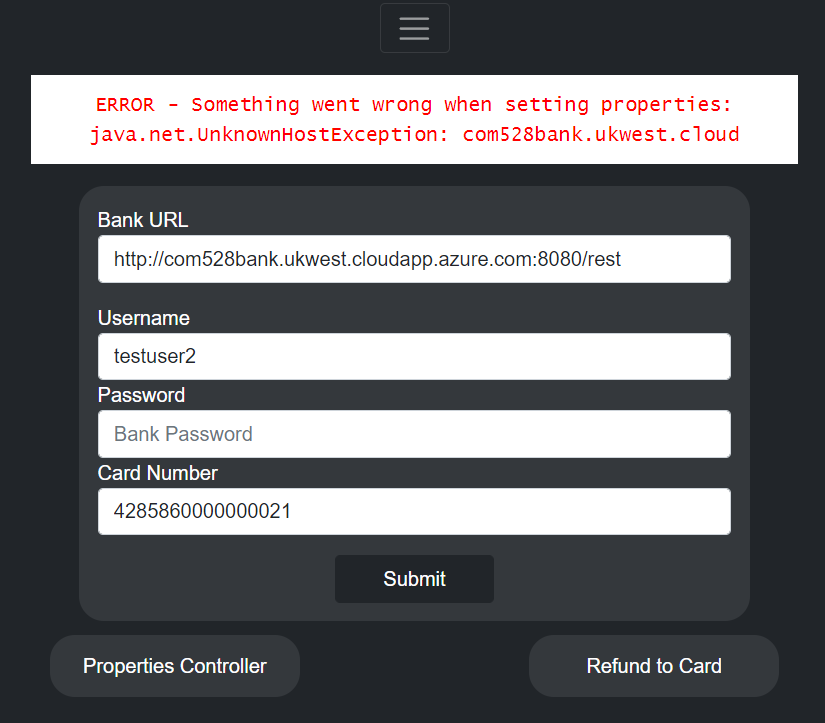 ERROR - Something went wrong when setting properties:
java.net.UnknownHostException: com528bank.ukwest.cloud
Bank URL
http://com528bank.ukwest.cloudapp.azure.com:8080/rest
Username
testuser2
Password
Bank Password
Card Number
4285860000000021
Submit
Properties Controller
Refund to Card